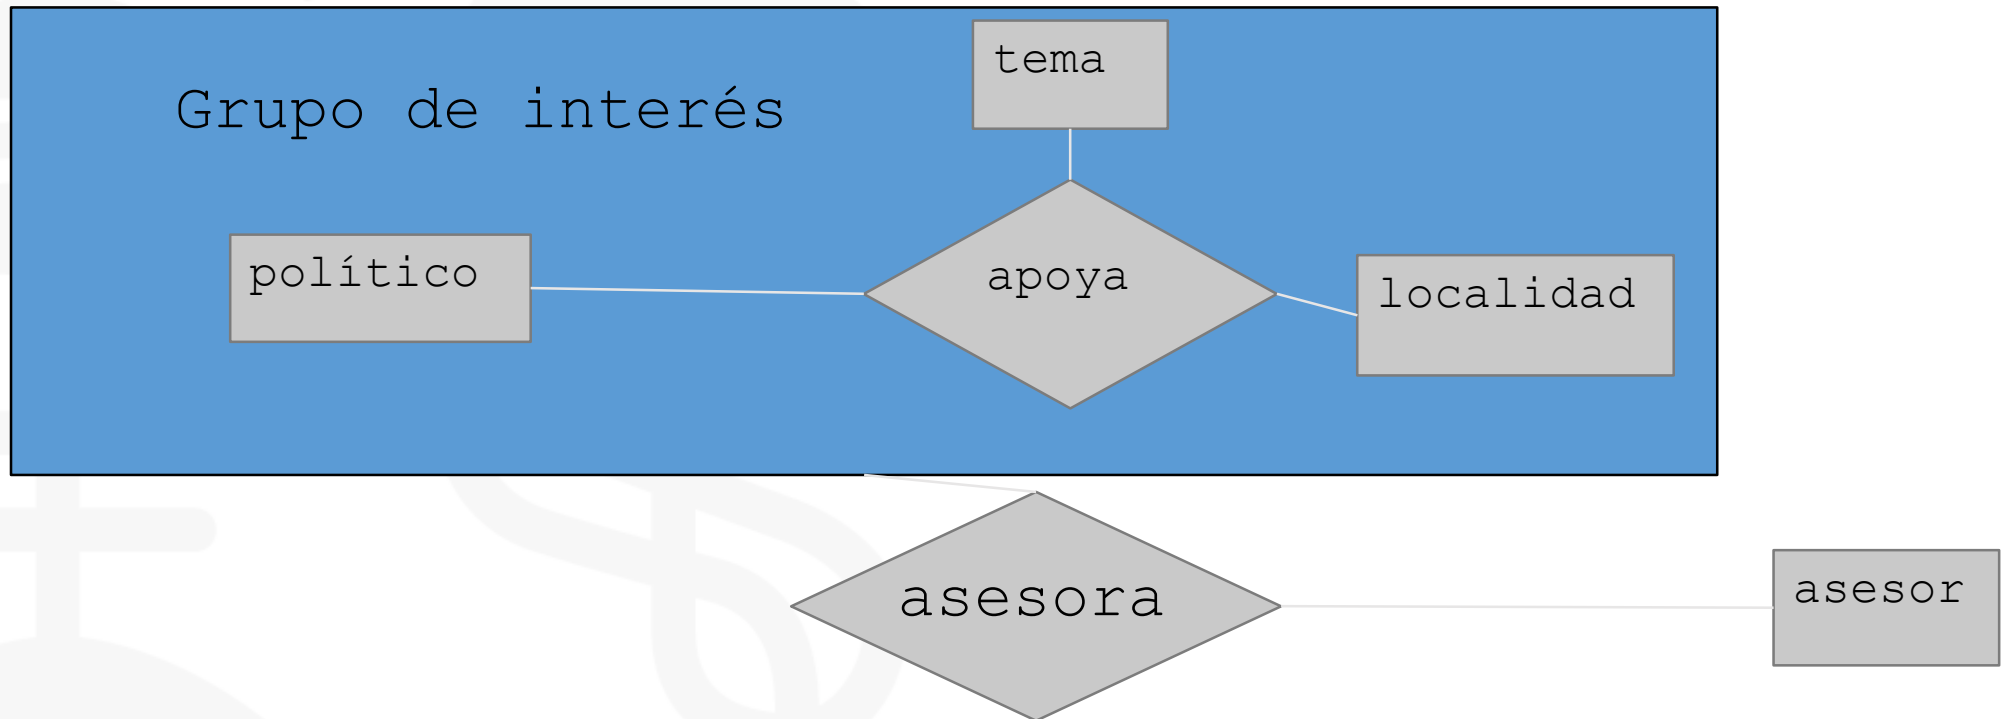 tema
Grupo de interés
político
apoya
localidad
asesora
asesor